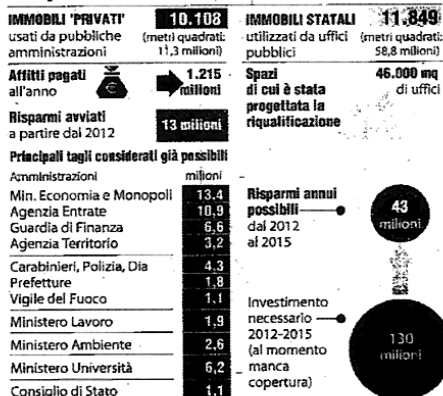 IMMOBILI 'PRIVATI'
usati da pubbliche
amministrazioni
10.108
(metri quadrati:
11,3 milioni)
IMMOBILI STATALI
utilizzati da uffici
pubblici
11.849
(metri quadrati:
58,8 milioni)
Affitti pagati
all'anno
€
1.215
milioni
Spazi
di cui è stata
progettata la
riqualificazione
46.000 mq
di uffici
Risparmi avviati
a partire dal 2012
13 milioni
Principali tagli considerati già possibili
Amministrazioni milioni
Min. Economia e Monopoli 13,4
Agenzia Entrate 10,9
Guardia di Finanza 6,6
Agenzia Territorio 3,2
Carabinieri, Polizia, Dia 4,3
Prefetture 1,8
Vigile del Fuoco 1,1
Ministero Lavoro 1,9
Ministero Ambiente 2,6
Ministero Università 6,2
Consiglio di Stato 1,1
Risparmi annui
possibili
dal 2012
al 2015
43
milioni
Investimento
necessario
2012-2015
(al momento
manca
copertura)
130
milioni